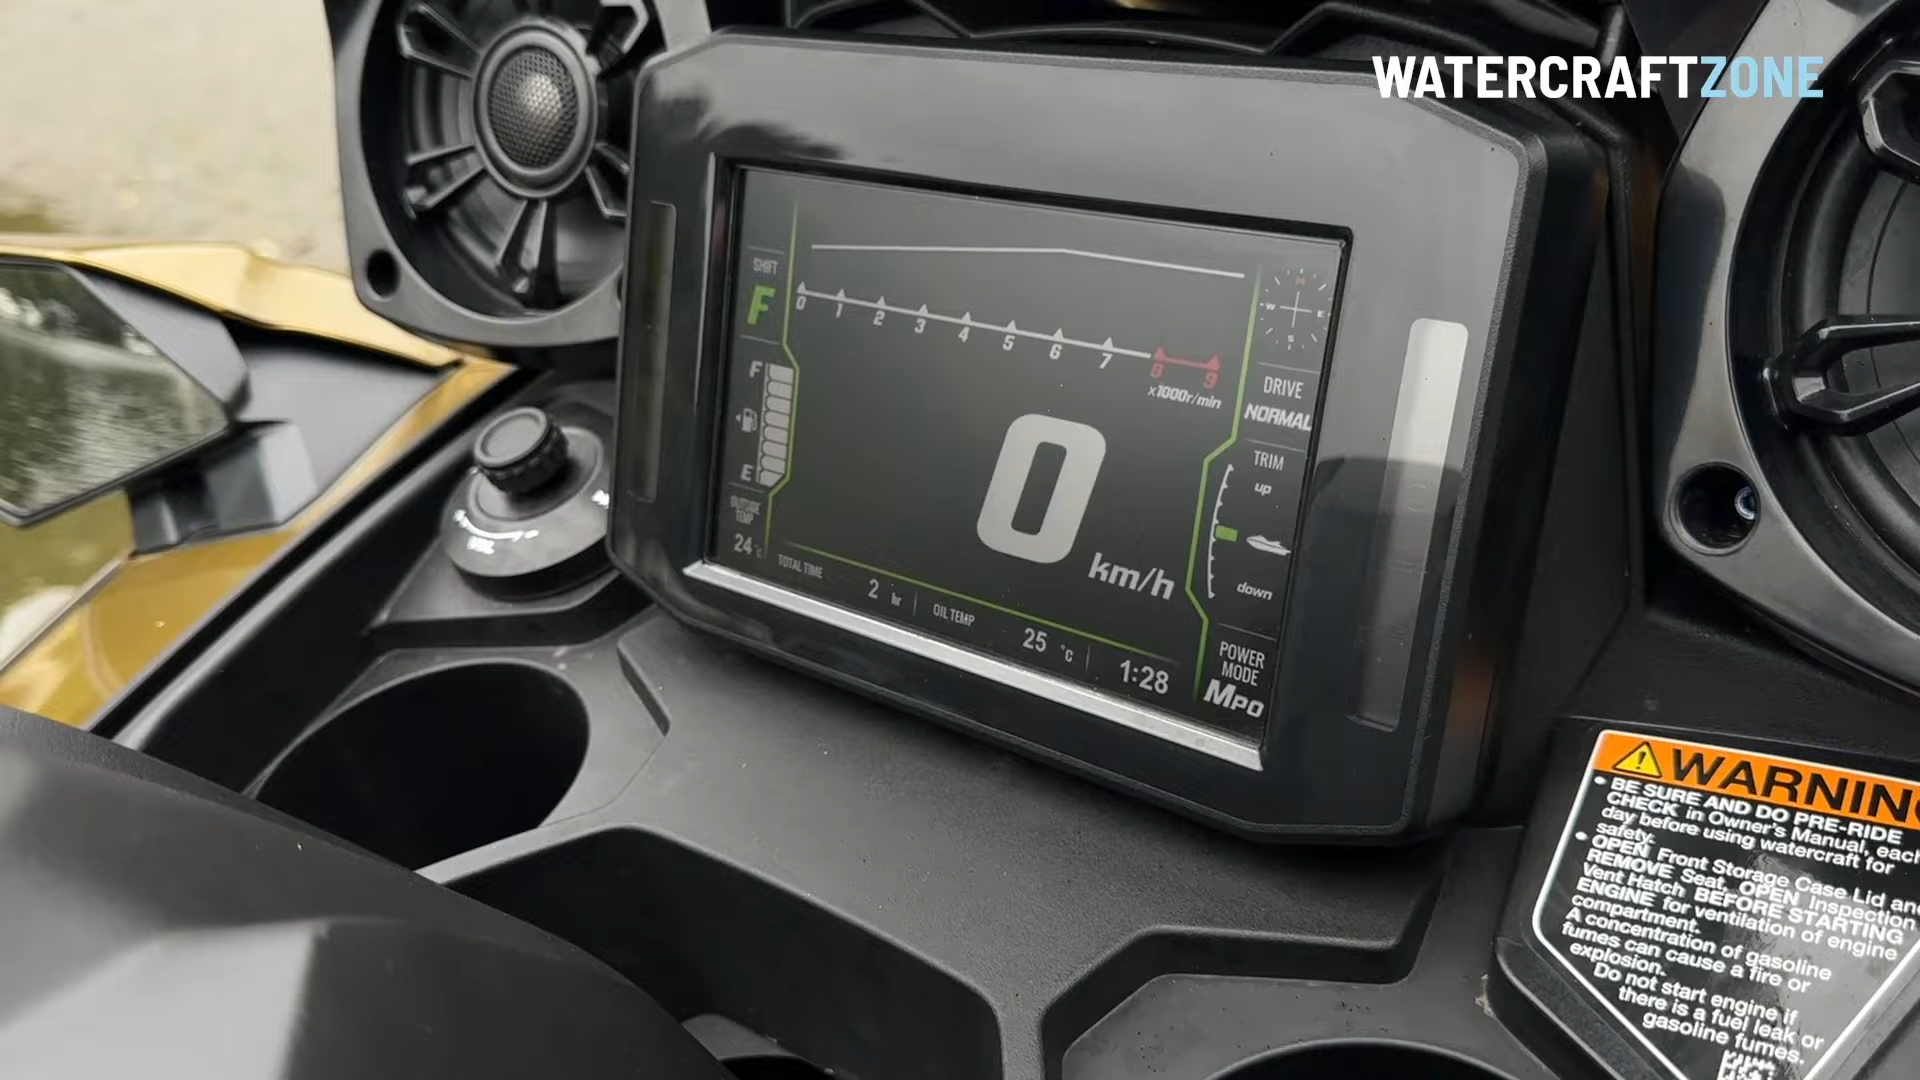 WATERCRAFTZONE
SHIFT
F
0 1 2 3 4 5 6 7 8 9
x1000r/min
N
W E
S
DRIVE
NORMAL
F
E
OUTSIDE
TEMP
24°C
0
km/h
TRIM
up
down
TOTAL TIME 2 hr OIL TEMP 25 °C 1:28
POWER
MODE
MPO
WARNING
• BE SURE AND DO PRE-RIDE
CHECK in Owner's Manual, each
day before using watercraft for
safety.
• OPEN Front Storage Case Lid and
REMOVE Seat, OPEN Inspection
Vent Hatch BEFORE STARTING
ENGINE for ventilation of engine
compartment.
A concentration of gasoline
fumes can cause a fire or
explosion.
Do not start engine if
there is a fuel leak or
gasoline fumes.